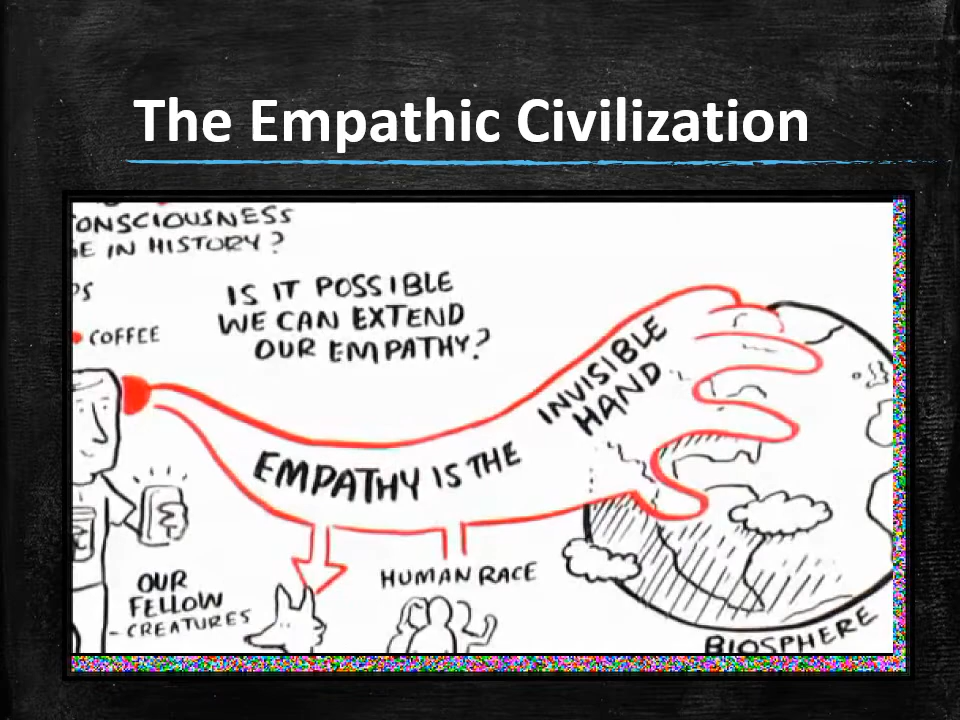 The Empathic Civilization
ONSCIOUSNESS
E IN HISTORY?
PS
COFFEE
IS IT POSSIBLE
WE CAN EXTEND
OUR EMPATHY?
EMPATHY IS THE
INVISIBLE
HAND
OUR
FELLOW
- CREATURES
HUMAN RACE
BIOSPHERE